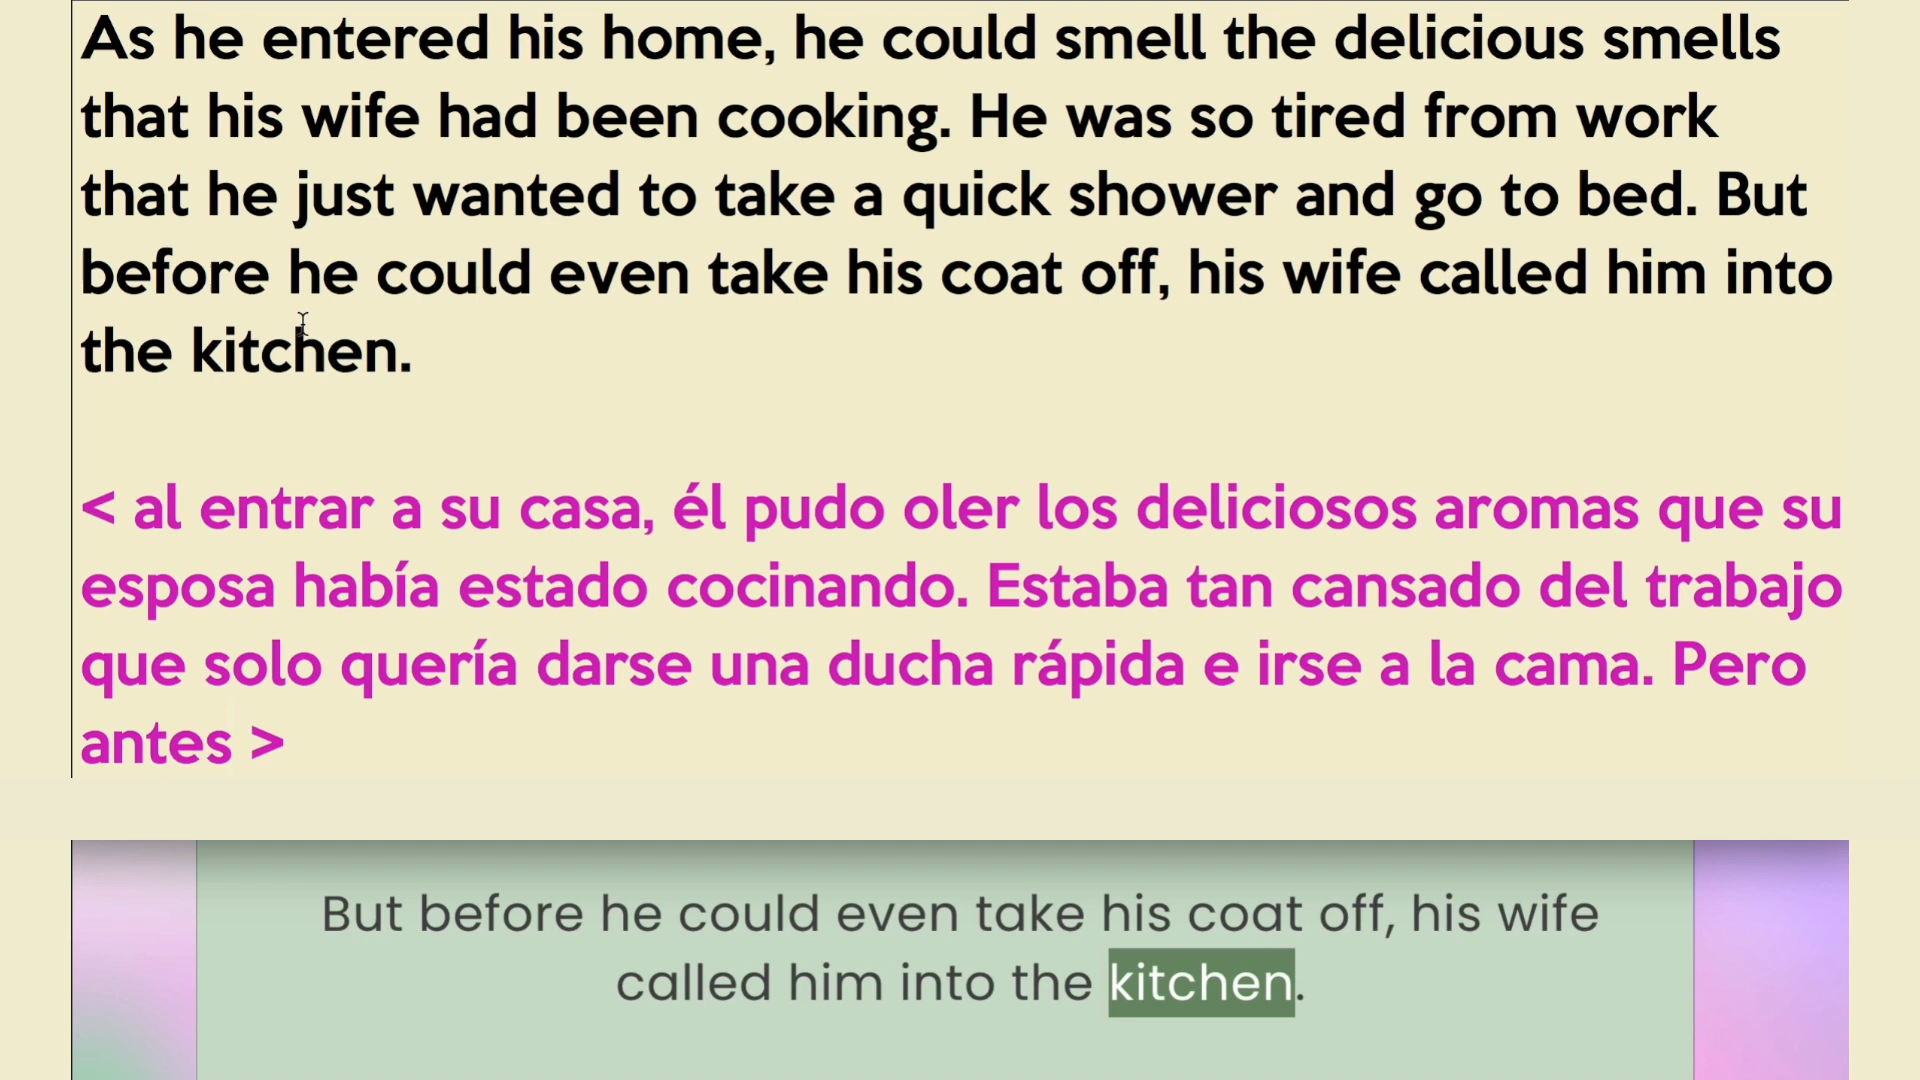 As he entered his home, he could smell the delicious smells
that his wife had been cooking. He was so tired from work
that he just wanted to take a quick shower and go to bed. But
before he could even take his coat off, his wife called him into
the kitchen.
< al entrar a su casa, él pudo oler los deliciosos aromas que su
esposa había estado cocinando. Estaba tan cansado del trabajo
que solo quería darse una ducha rápida e irse a la cama. Pero
antes >
But before he could even take his coat off, his wife
called him into the kitchen.